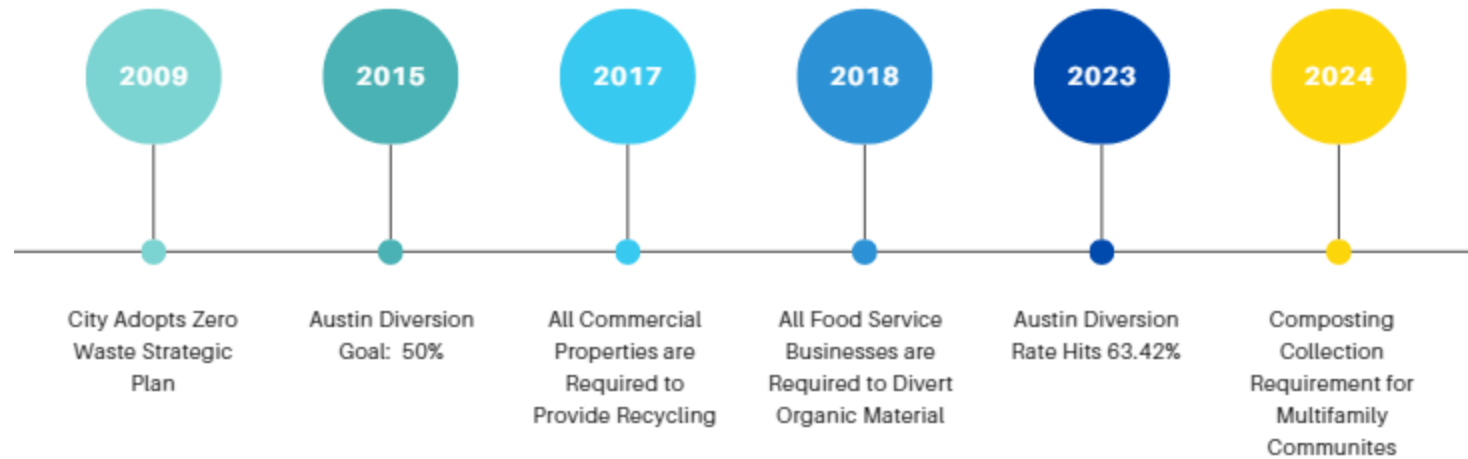 2009
2015
2017
2018
2023
2024
City Adopts Zero
Waste Strategic
Plan
Austin Diversion
Goal: 50%
All Commercial
Properties are
Required to
Provide Recycling
All Food Service
Businesses are
Required to Divert
Organic Material
Austin Diversion
Rate Hits 63.42%
Composting
Collection
Requirement for
Multifamily
Communites